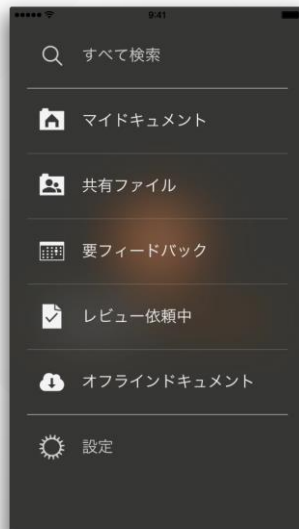 9:41
すべて検索
マイドキュメント
共有ファイル
要フィードバック
レビュー依頼中
オフラインドキュメント
設定